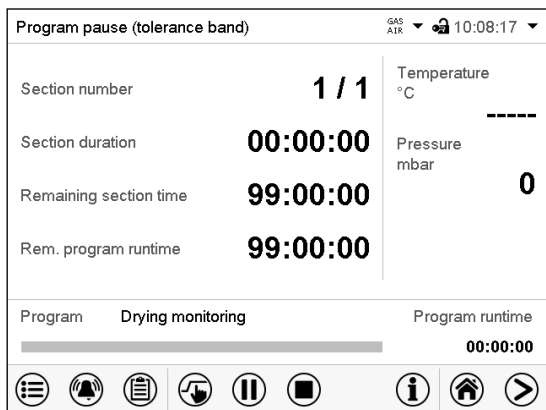 Program pause (tolerance band)
GAS
AIR
10:08:17
Section number 1 / 1
Section duration 00:00:00
Remaining section time 99:00:00
Rem. program runtime 99:00:00
Temperature
°C
-----
Pressure
mbar
0
Program Drying monitoring
Program runtime
00:00:00